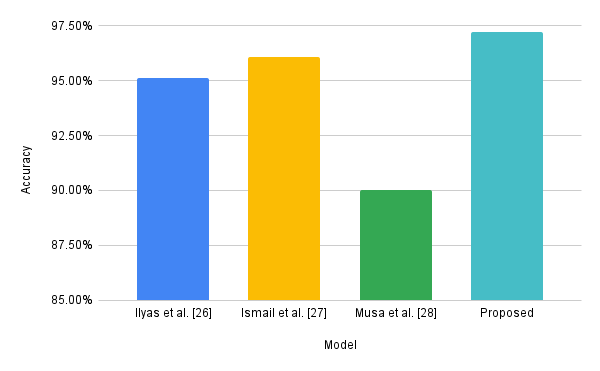 97.50%
95.00%
92.50%
90.00%
87.50%
85.00%
Accuracy
Ilyas et al. [26] Ismail et al. [27] Musa et al. [28] Proposed
Model